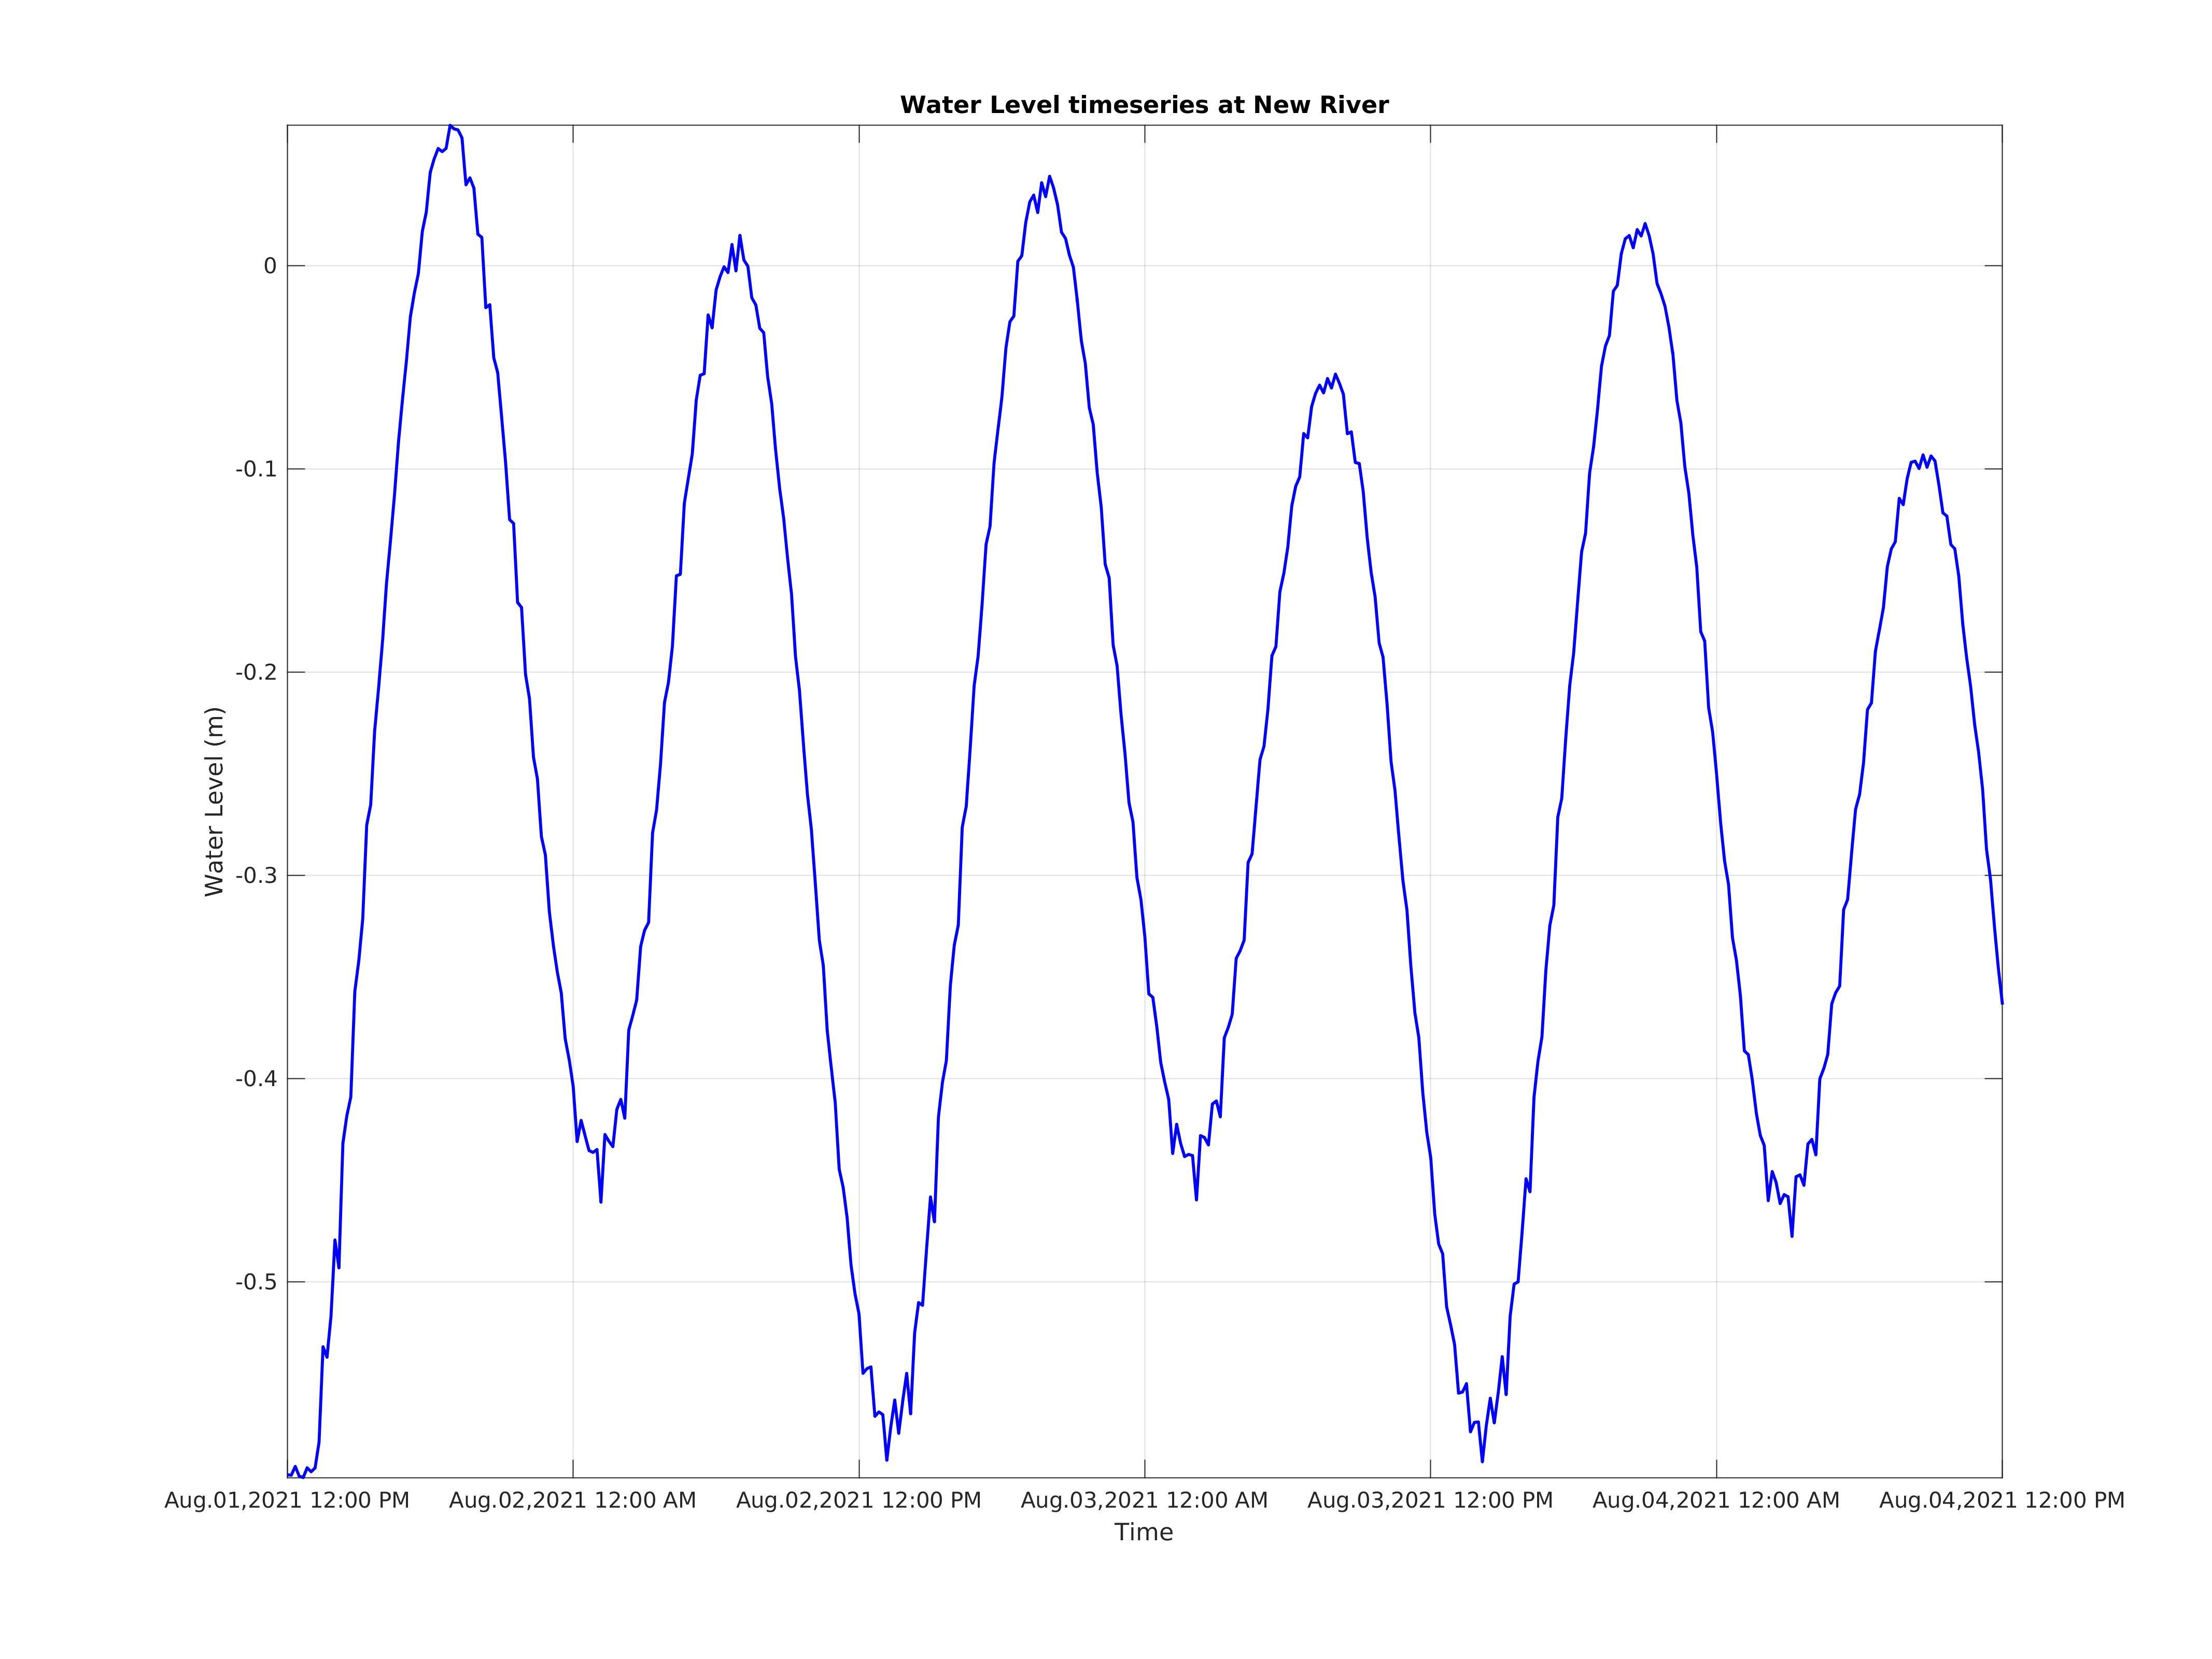 Water Level timeseries at New River
Water Level (m)
0
-0.1
-0.2
-0.3
-0.4
-0.5
Aug.01,2021 12:00 PM
Aug.02,2021 12:00 AM
Aug.02,2021 12:00 PM
Aug.03,2021 12:00 AM
Aug.03,2021 12:00 PM
Aug.04,2021 12:00 AM
Aug.04,2021 12:00 PM
Time